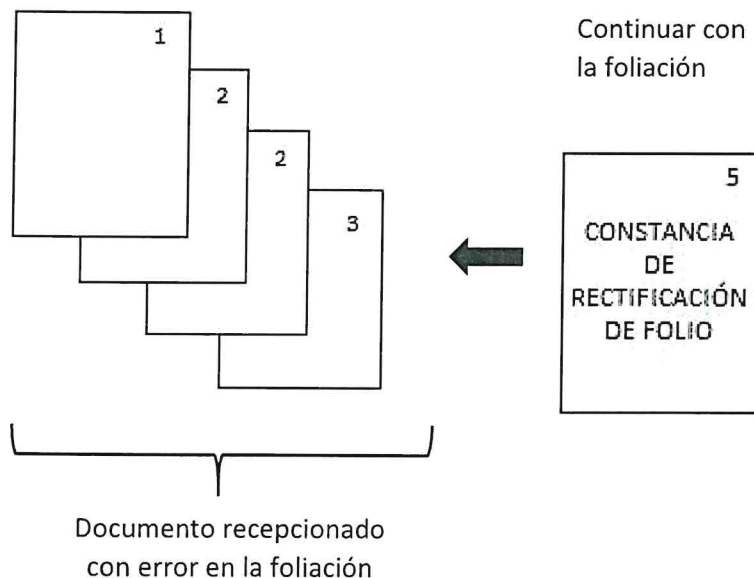 1
2
2
3
Continuar con
la foliación
5
CONSTANCIA
DE
RECTIFICACIÓN
DE FOLIO
Documento recepcionado
con error en la foliación